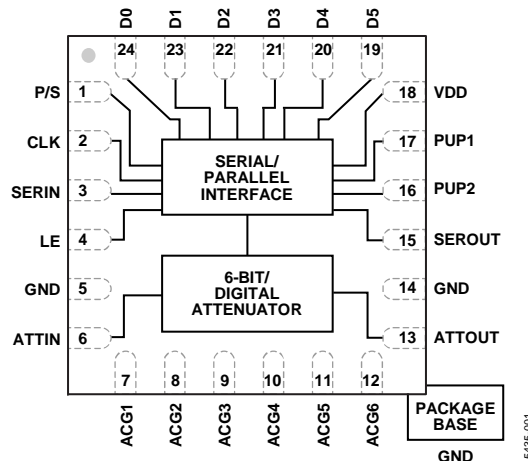 D0
D1
D2
D3
D4
D5
24
23
22
21
20
19
P/S
1
18
VDD
CLK
2
17
PUP1
SERIAL/
PARALLEL
INTERFACE
SERIN
3
16
PUP2
LE
4
15
SEROUT
GND
5
14
GND
6-BIT/
DIGITAL
ATTENUATOR
ATTIN
6
13
ATTOUT
7
8
9
10
11
12
ACG1
ACG2
ACG3
ACG4
ACG5
ACG6
PACKAGE
BASE
GND